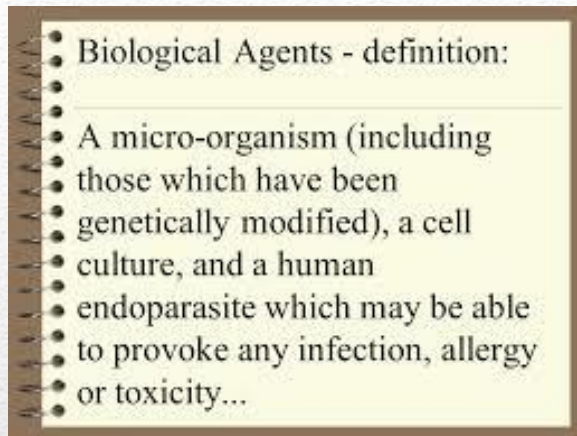 Biological Agents - definition:
A micro-organism (including
those which have been
genetically modified), a cell
culture, and a human
endoparasite which may be able
to provoke any infection, allergy
or toxicity...